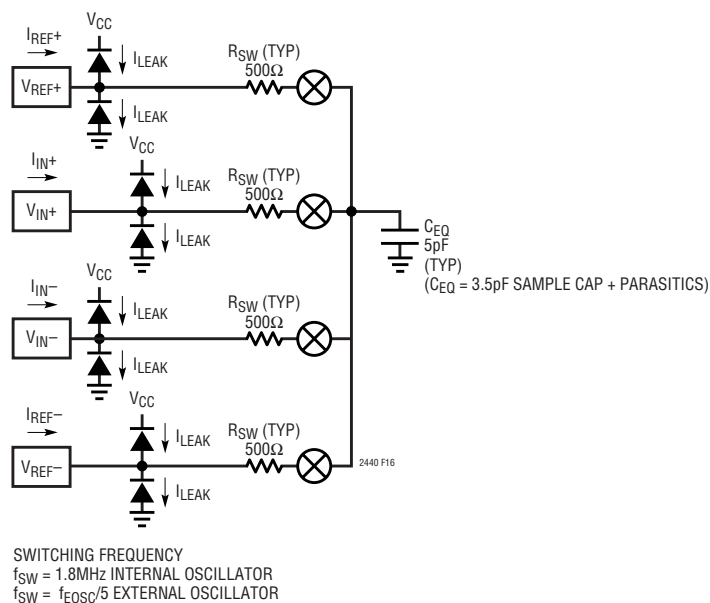 VCC
IREF+
ILEAK
RSW (TYP)
500Ω
VREF+
ILEAK
VCC
IIN+
ILEAK
RSW (TYP)
500Ω
VIN+
ILEAK
CEQ
5pF
(TYP)
(CEQ = 3.5pF SAMPLE CAP + PARASITICS)
VCC
IIN–
ILEAK
RSW (TYP)
500Ω
VIN–
ILEAK
VCC
IREF–
ILEAK
RSW (TYP)
500Ω
VREF–
ILEAK
2440 F16
SWITCHING FREQUENCY
fSW = 1.8MHz INTERNAL OSCILLATOR
fSW = fEOSC/5 EXTERNAL OSCILLATOR